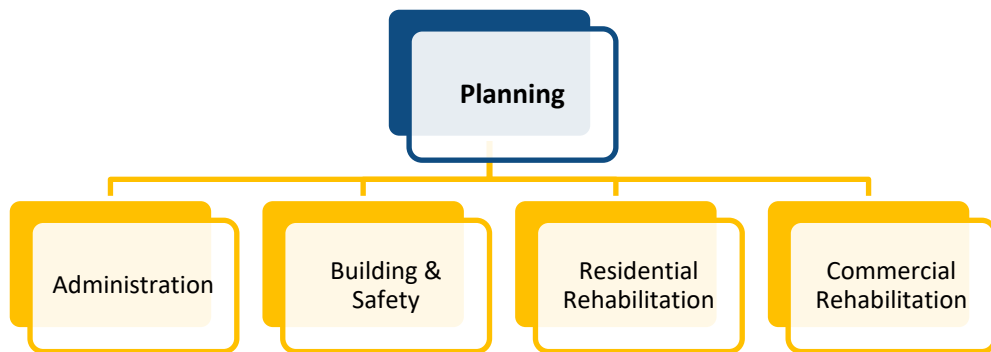 Planning
Administration
Building &
Safety
Residential
Rehabilitation
Commercial
Rehabilitation